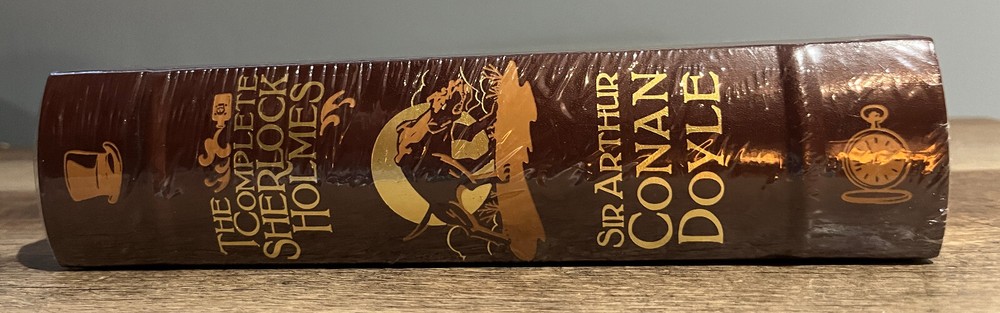 THE
COMPLETE
SHERLOCK
HOLMES
SIR ARTHUR
CONAN
DOYLE